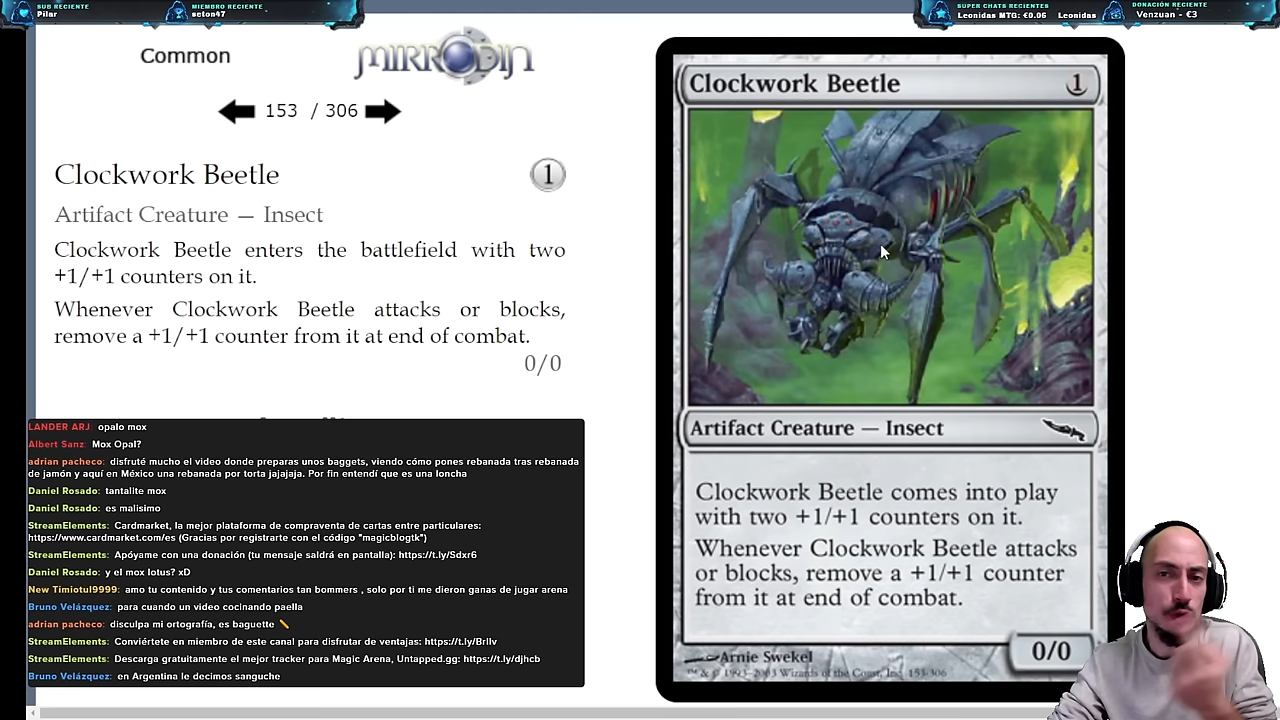 SUB RECIENTE
Pilar
MIEMBRO RECIENTE
seton47
SUPER CHATS RECIENTES
Leonidas MTG: €0.06 Leonidas
DONACIÓN RECIENTE
Venzuan - €3
Common
MIRRODIN
153 / 306
Clockwork Beetle
1
Artifact Creature — Insect
Clockwork Beetle enters the battlefield with two
+1/+1 counters on it.
Whenever Clockwork Beetle attacks or blocks,
remove a +1/+1 counter from it at end of combat.
0/0
LANDER ARJ: opalo mox
Albert Sanz: Mox Opal?
adrian pacheco: disfruté mucho el video donde preparas unos baggets, viendo cómo pones rebanada tras rebanada
de jamón y aquí en México una rebanada por torta jajajaja. Por fin entendí que es una loncha
Daniel Rosado: tantalite mox
Daniel Rosado: es malisimo
StreamElements: Cardmarket, la mejor plataforma de compraventa de cartas entre particulares:
https://www.cardmarket.com/es (Gracias por registrarte con el código "magicblogtk")
StreamElements: Apóyame con una donación (tu mensaje saldrá en pantalla): https://t.ly/Sdxr6
Daniel Rosado: y el mox lotus? xD
New Timiotul9999: amo tu contenido y tus comentarios tan bommers , solo por ti me dieron ganas de jugar arena
Bruno Velázquez: para cuando un video cocinando paella
adrian pacheco: disculpa mi ortografía, es baguette ✏️
StreamElements: Conviértete en miembro de este canal para disfrutar de ventajas: https://t.ly/BrIlv
StreamElements: Descarga gratuitamente el mejor tracker para Magic Arena, Untapped.gg: https://t.ly/djhcb
Bruno Velázquez: en Argentina le decimos sanguche
Clockwork Beetle
1
Artifact Creature — Insect
Clockwork Beetle comes into play
with two +1/+1 counters on it.
Whenever Clockwork Beetle attacks
or blocks, remove a +1/+1 counter
from it at end of combat.
0/0
Arnie Swekel
™ & © 1993–2003 Wizards of the Coast, Inc. 153/306